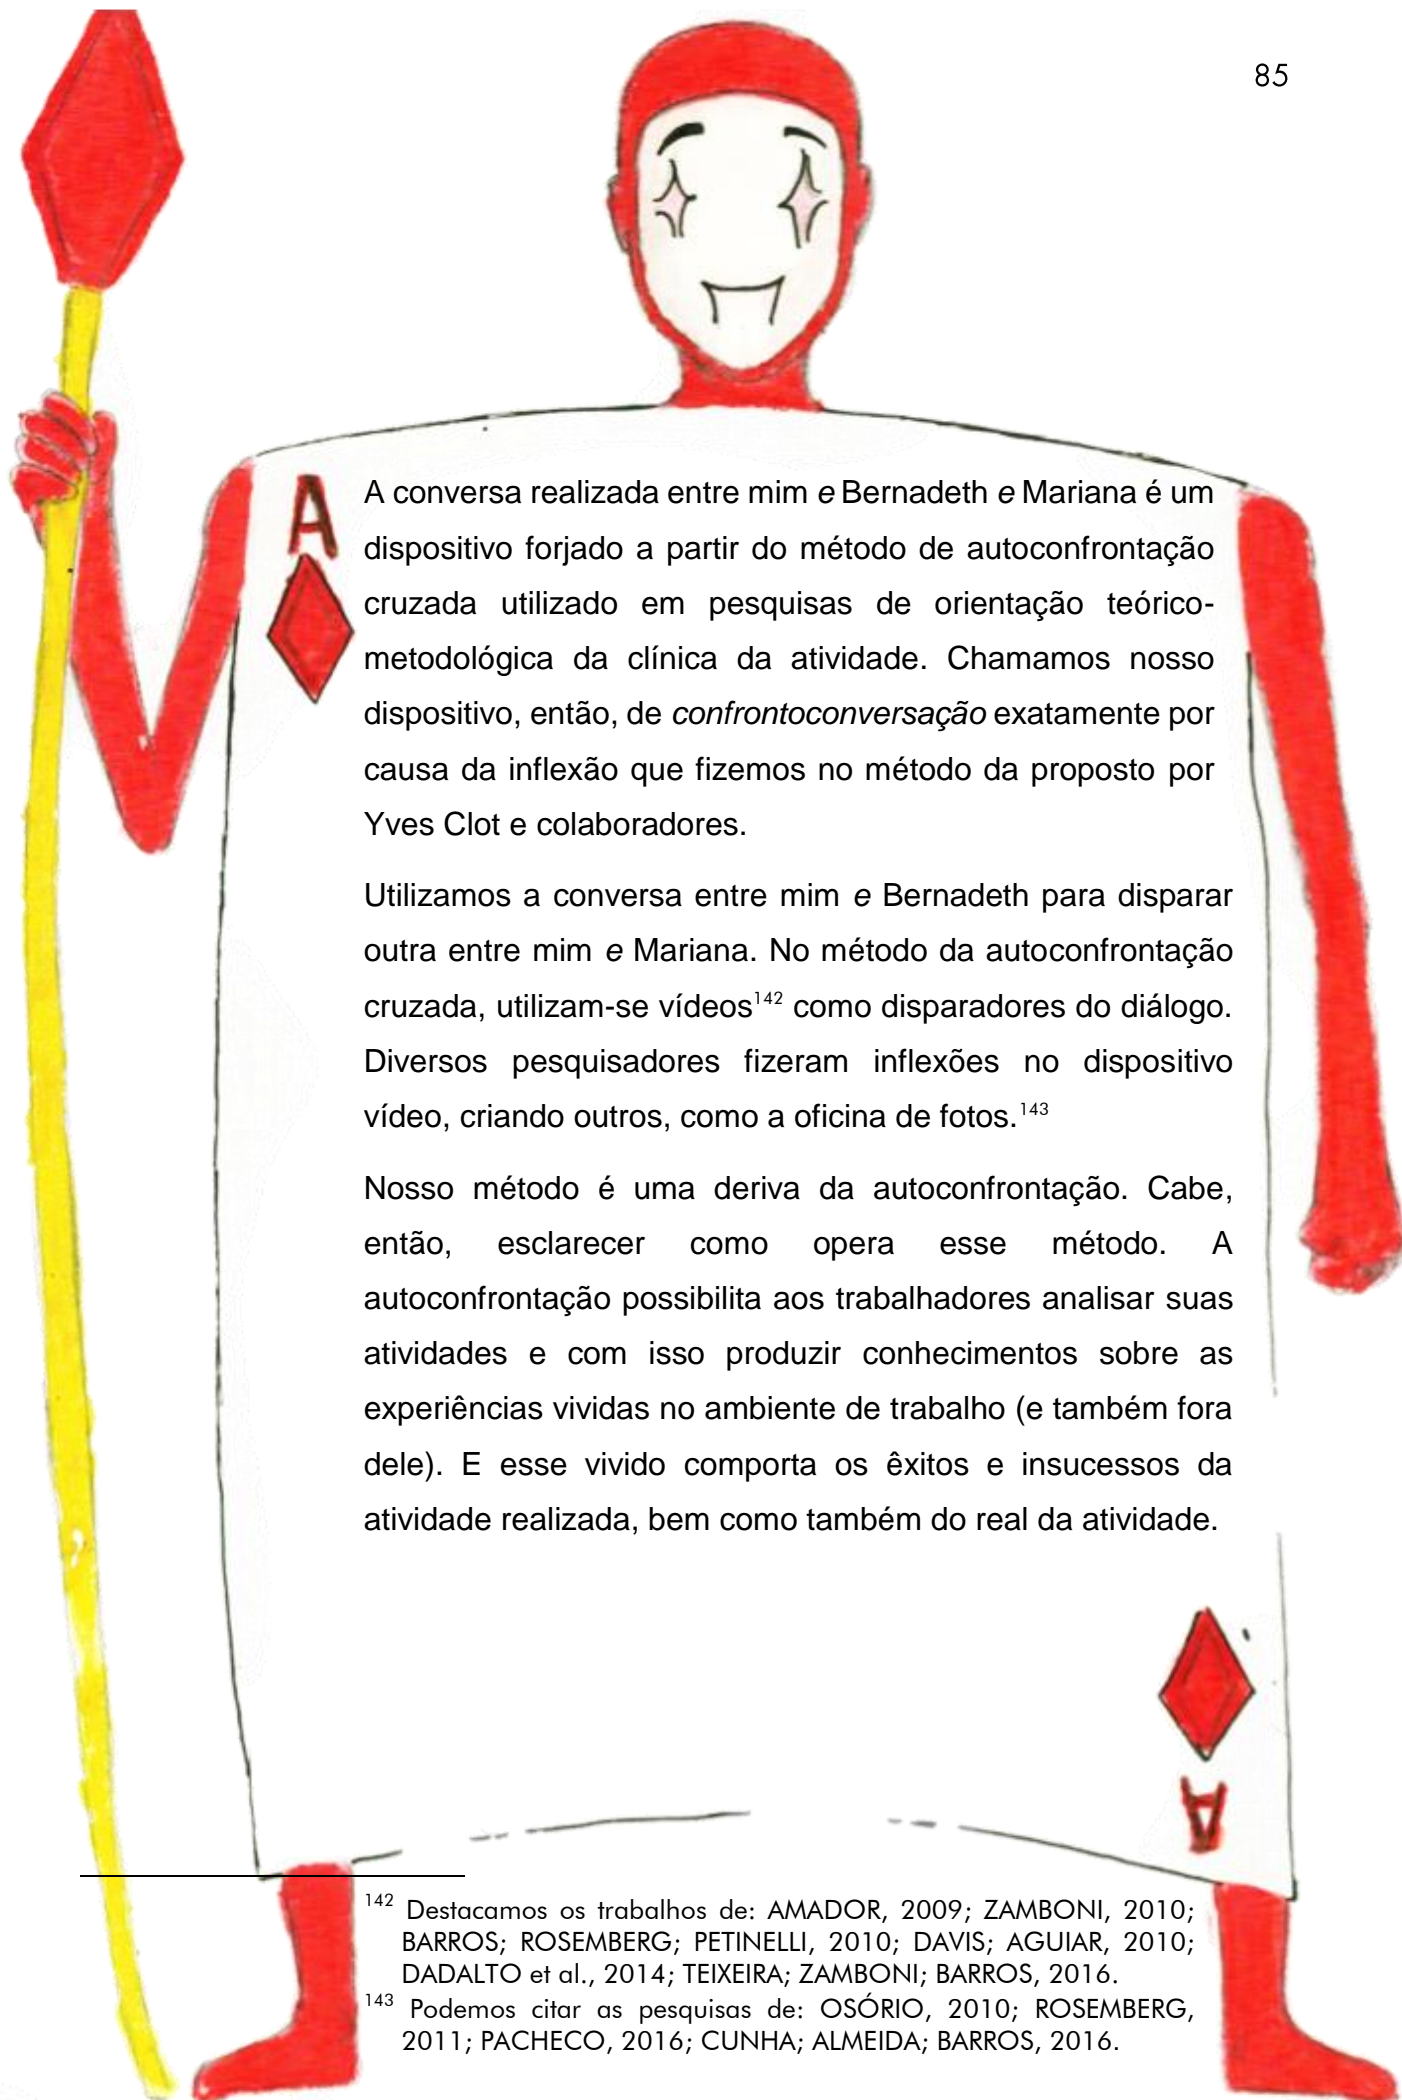 85
A
A conversa realizada entre mim e Bernadeth e Mariana é um
dispositivo forjado a partir do método de autoconfrontação
cruzada utilizado em pesquisas de orientação teórico-
metodológica da clínica da atividade. Chamamos nosso
dispositivo, então, de confrontoconversação exatamente por
causa da inflexão que fizemos no método da proposto por
Yves Clot e colaboradores.
Utilizamos a conversa entre mim e Bernadeth para disparar
outra entre mim e Mariana. No método da autoconfrontação
cruzada, utilizam-se vídeos142 como disparadores do diálogo.
Diversos pesquisadores fizeram inflexões no dispositivo
vídeo, criando outros, como a oficina de fotos.143
Nosso método é uma deriva da autoconfrontação. Cabe,
então, esclarecer como opera esse método. A
autoconfrontação possibilita aos trabalhadores analisar suas
atividades e com isso produzir conhecimentos sobre as
experiências vividas no ambiente de trabalho (e também fora
dele). E esse vivido comporta os êxitos e insucessos da
atividade realizada, bem como também do real da atividade.
A
142 Destacamos os trabalhos de: AMADOR, 2009; ZAMBONI, 2010;
BARROS; ROSEMBERG; PETINELLI, 2010; DAVIS; AGUIAR, 2010;
DADALTO et al., 2014; TEIXEIRA; ZAMBONI; BARROS, 2016.
143 Podemos citar as pesquisas de: OSÓRIO, 2010; ROSEMBERG,
2011; PACHECO, 2016; CUNHA; ALMEIDA; BARROS, 2016.